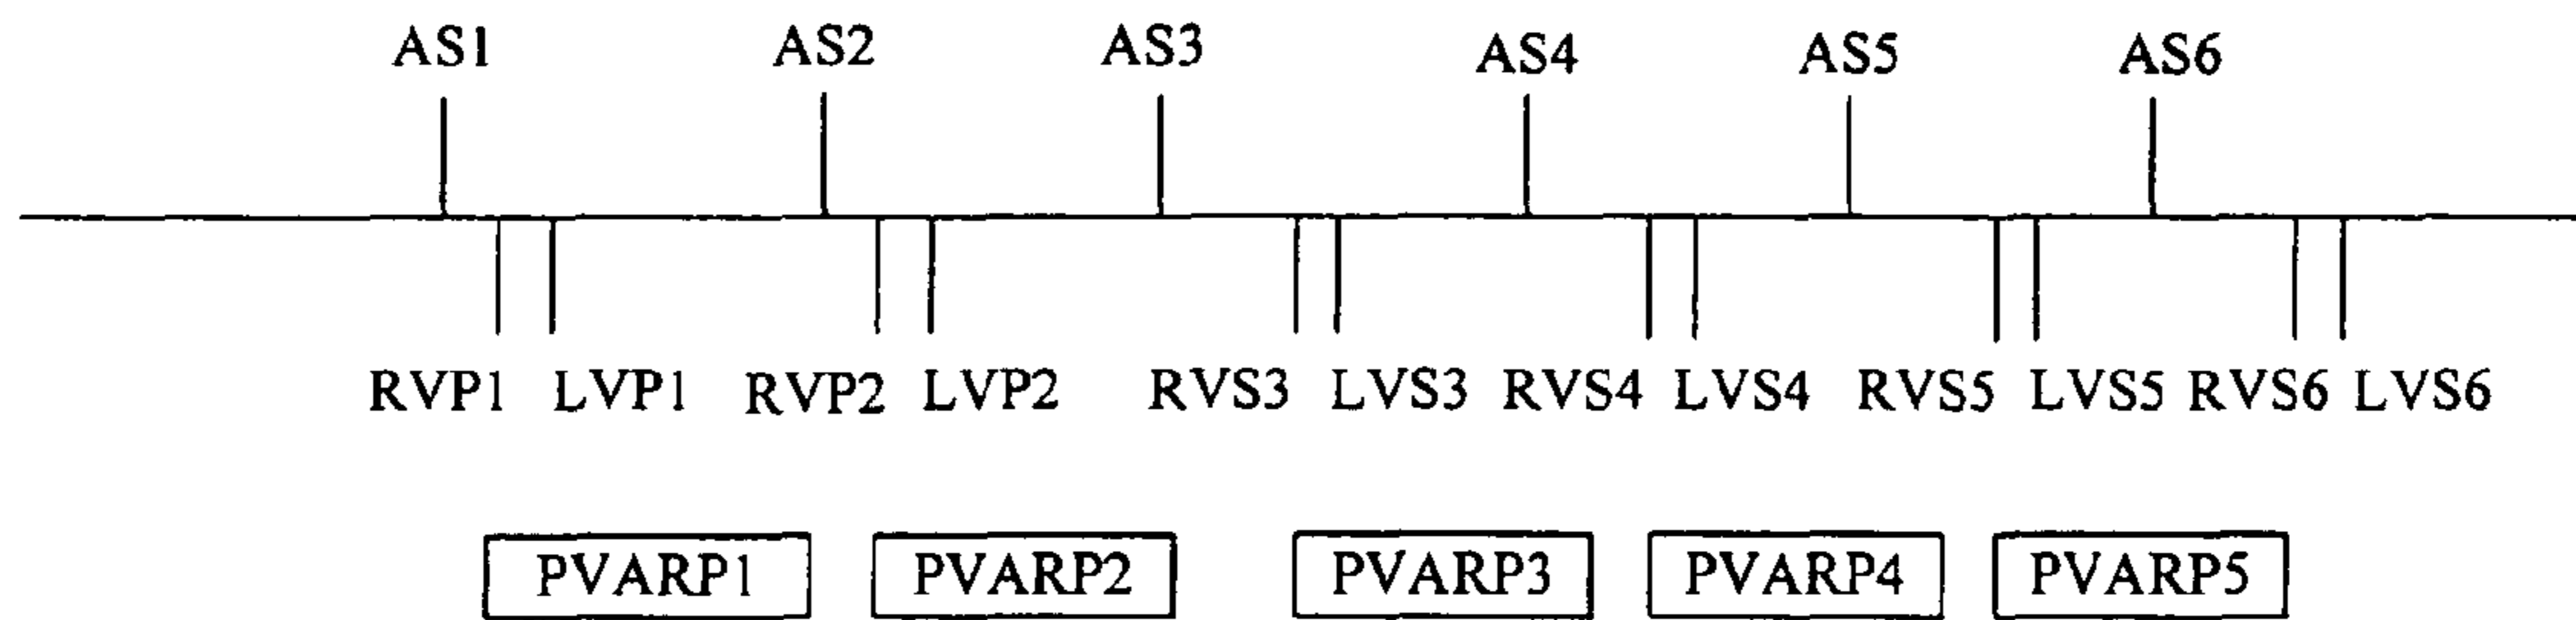 AS1 AS2 AS3 AS4 AS5 AS6
RVP1 LVP1 RVP2 LVP2 RVS3 LVS3 RVS4 LVS4 RVS5 LVS5 RVS6 LVS6
PVARP1 PVARP2 PVARP3 PVARP4 PVARP5